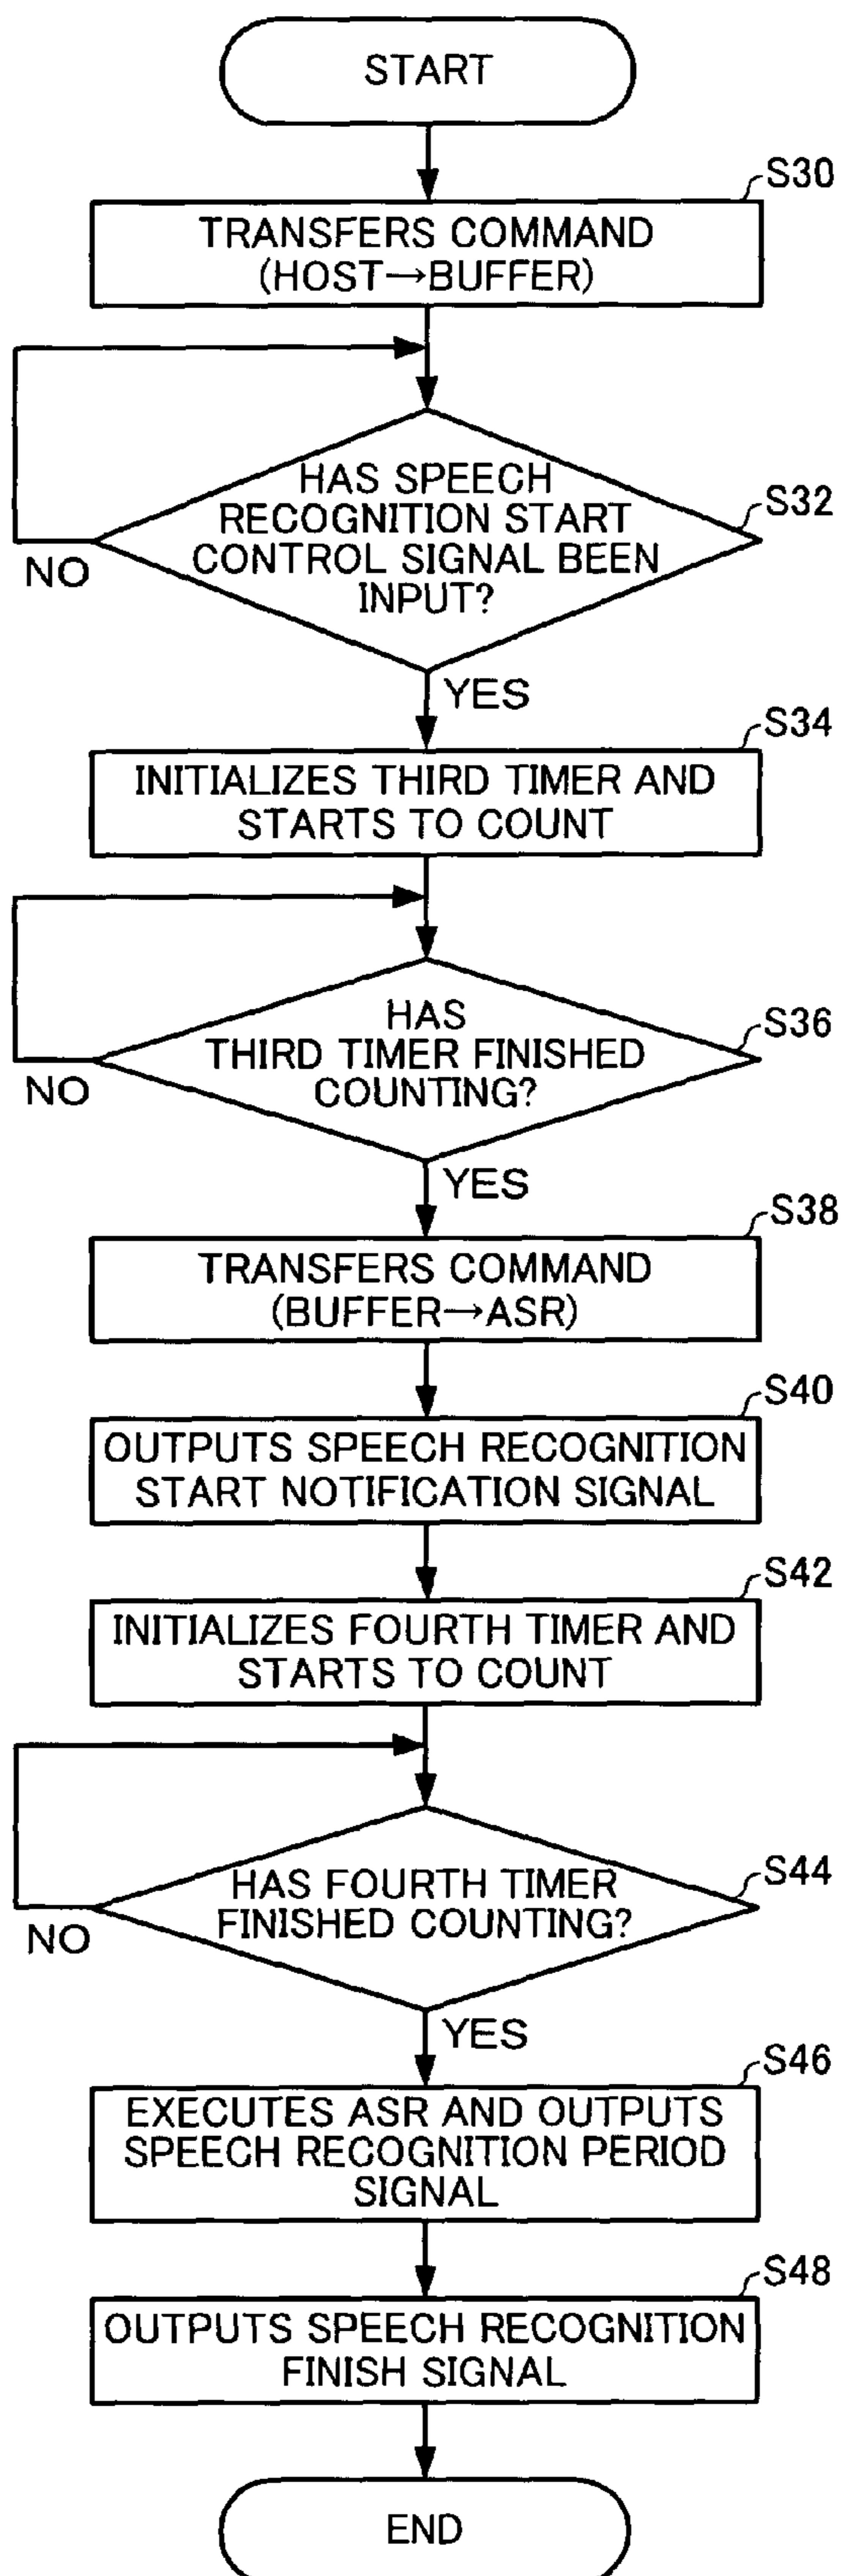 START
S30
TRANSFERS COMMAND
(HOST→BUFFER)
S32
HAS SPEECH
RECOGNITION START
CONTROL SIGNAL BEEN
INPUT?
NO
YES
S34
INITIALIZES THIRD TIMER AND
STARTS TO COUNT
S36
HAS
THIRD TIMER FINISHED
COUNTING?
NO
YES
S38
TRANSFERS COMMAND
(BUFFER→ASR)
S40
OUTPUTS SPEECH RECOGNITION
START NOTIFICATION SIGNAL
S42
INITIALIZES FOURTH TIMER AND
STARTS TO COUNT
S44
HAS FOURTH TIMER
FINISHED COUNTING?
NO
YES
S46
EXECUTES ASR AND OUTPUTS
SPEECH RECOGNITION PERIOD
SIGNAL
S48
OUTPUTS SPEECH RECOGNITION
FINISH SIGNAL
END